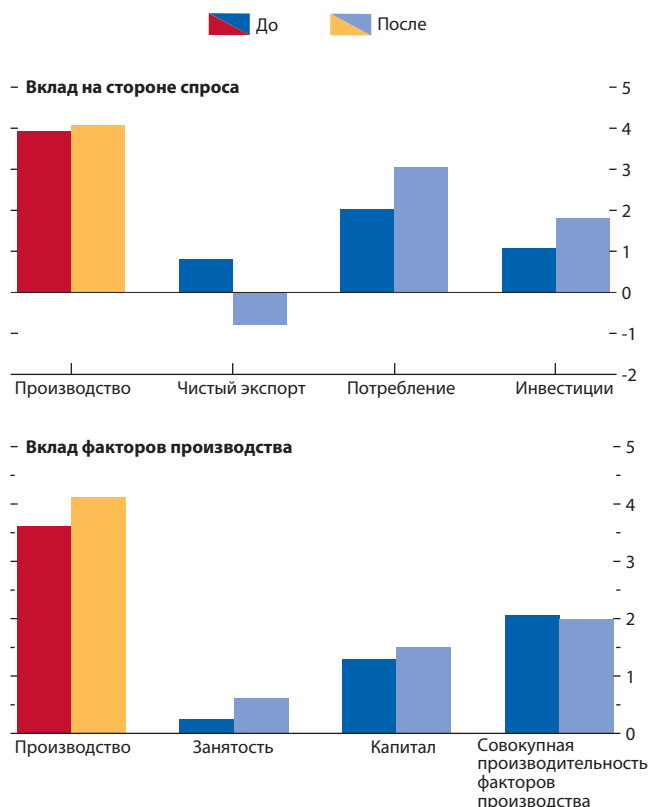 До После
Вклад на стороне спроса
5
4
3
2
1
0
-1
-2
Производство Чистый экспорт Потребление Инвестиции
Вклад факторов производства
5
4
3
2
1
0
Производство Занятость Капитал Совокупная
производительность
факторов
производства